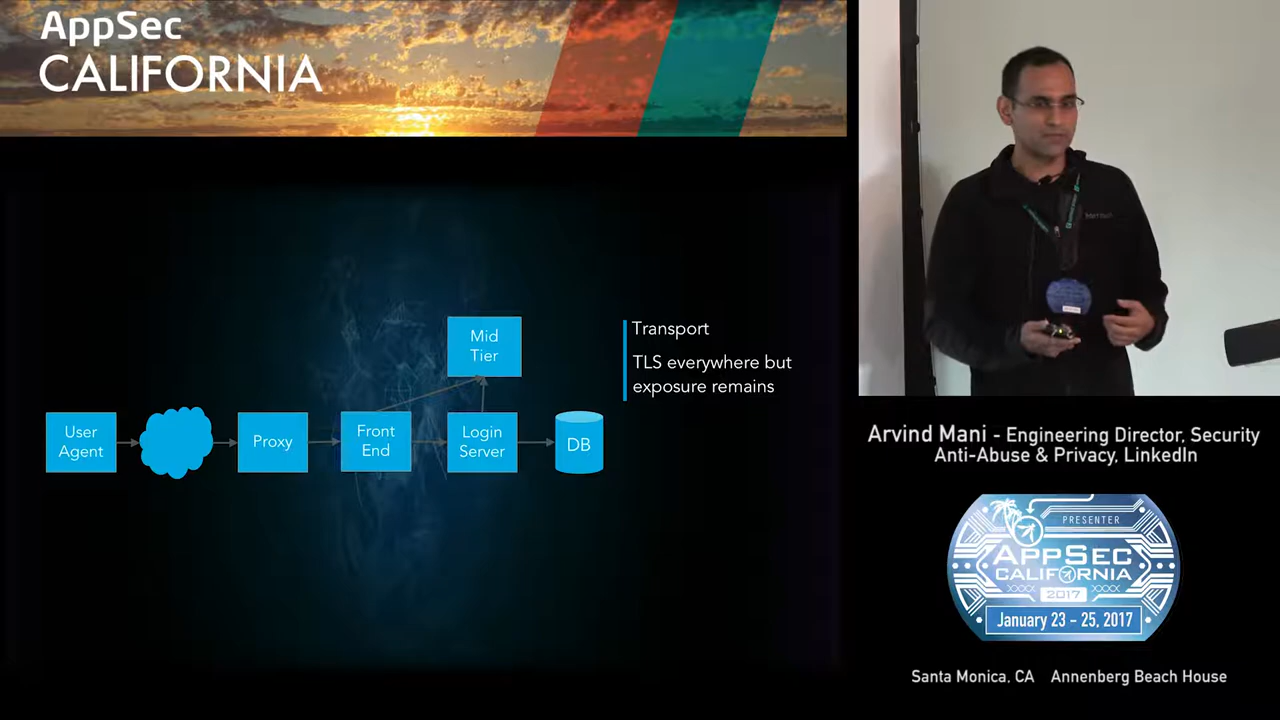 AppSec
CALIFORNIA
Mid
Tier
Transport
TLS everywhere but
exposure remains
User
Agent
Proxy
Front
End
Login
Server
DB
Arvind Mani - Engineering Director, Security
Anti-Abuse & Privacy, LinkedIn
PRESENTER
APPSEC
CALIFORNIA
2017
January 23 - 25, 2017
Santa Monica, CA Annenberg Beach House